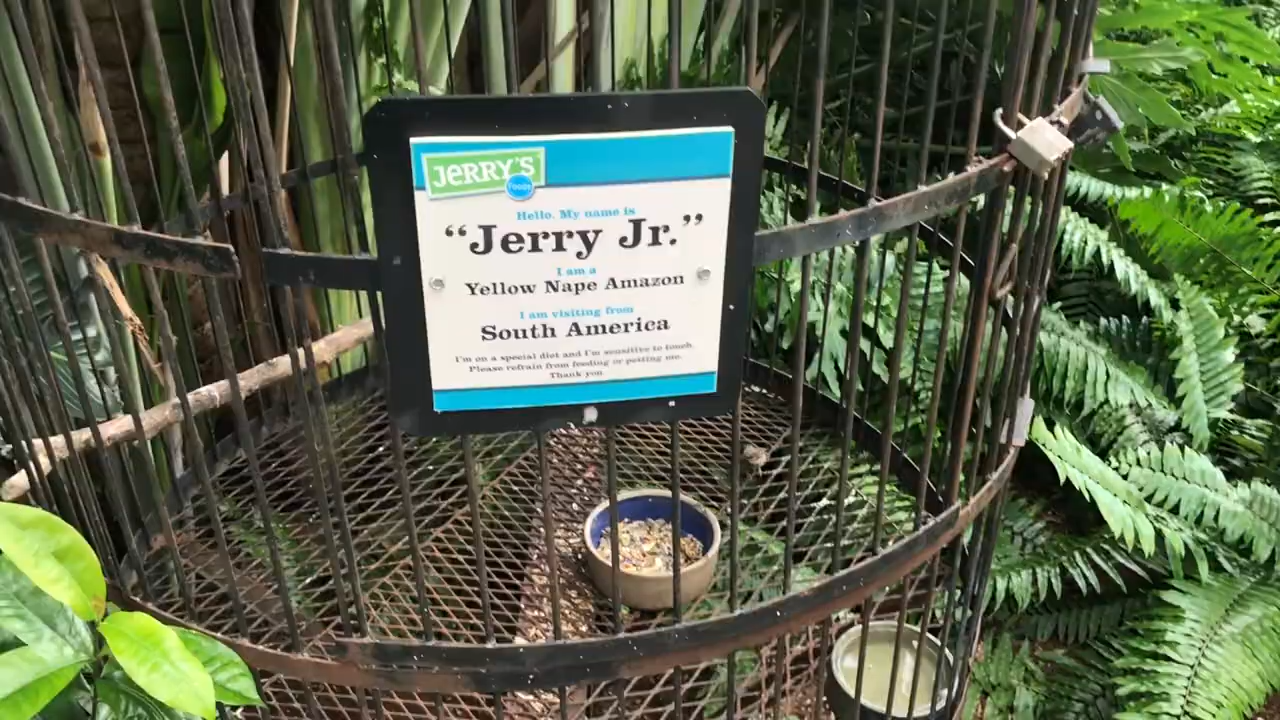 JERRY'S
FOODS
Hello. My name is
“Jerry Jr.”
I am a
Yellow Nape Amazon
I am visiting from
South America
I'm on a special diet and I'm sensitive to touch.
Please refrain from feeding or petting me.
Thank you.